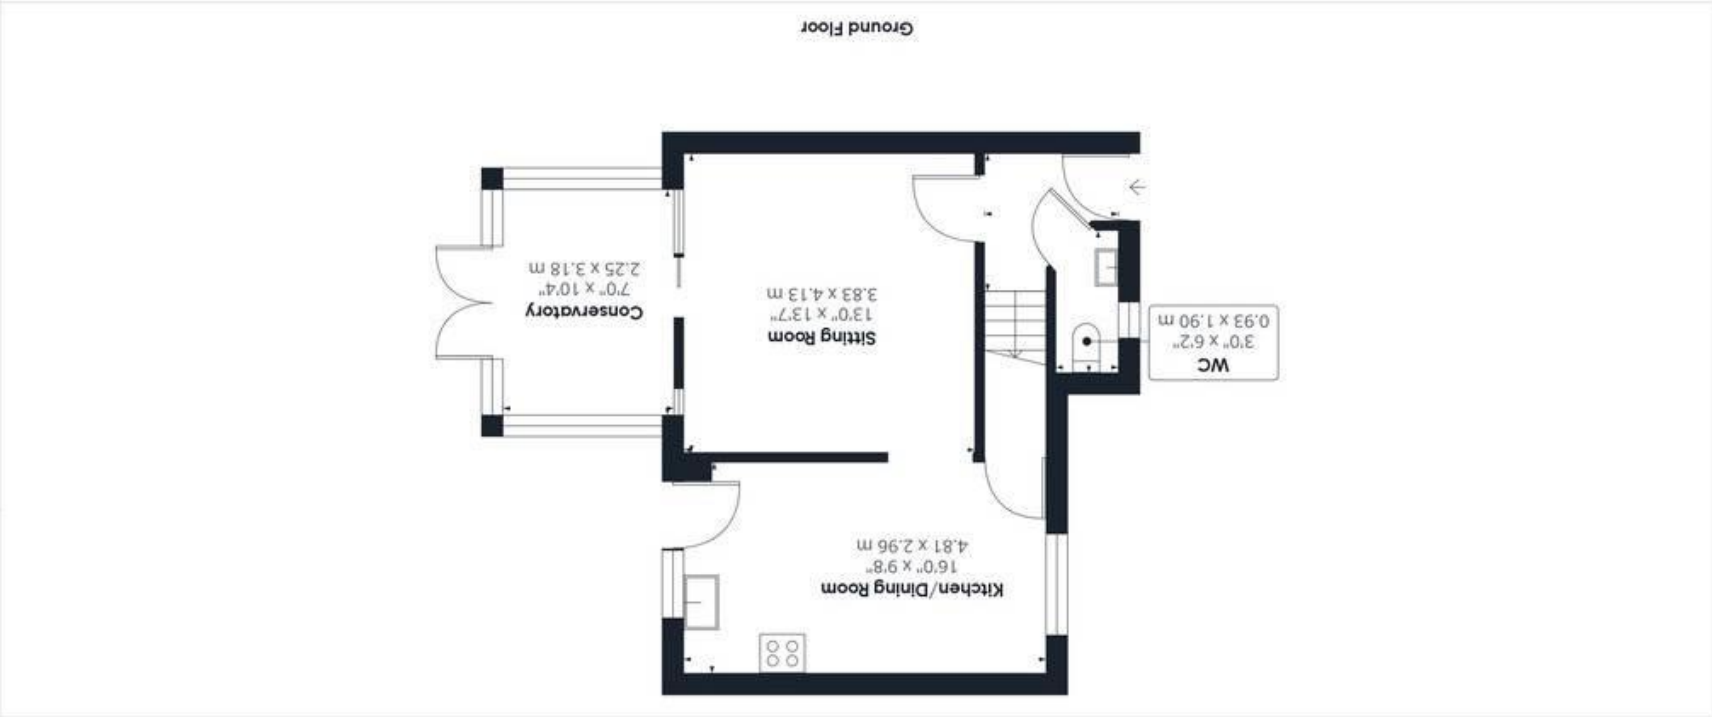 Kitchen/Dining Room
16'0" x 9'8"
4.81 x 2.96 m
WC
3'0" x 6'2"
0.93 x 1.90 m
Sitting Room
13'0" x 13'7"
3.83 x 4.13 m
Conservatory
7'0" x 10'4"
2.25 x 3.18 m
Ground Floor